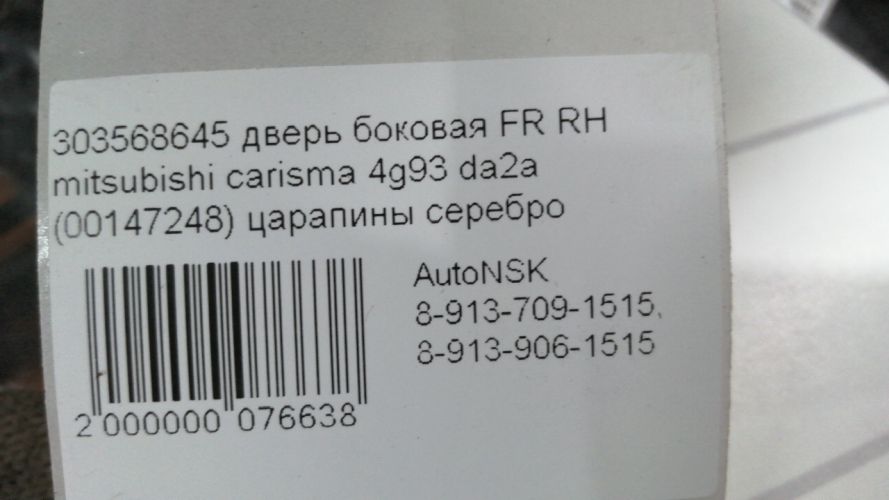 303568645 дверь боковая FR RH
mitsubishi carisma 4g93 da2a
(00147248) царапины серебро
AutoNSK
8-913-709-1515,
8-913-906-1515
2 000000 076638